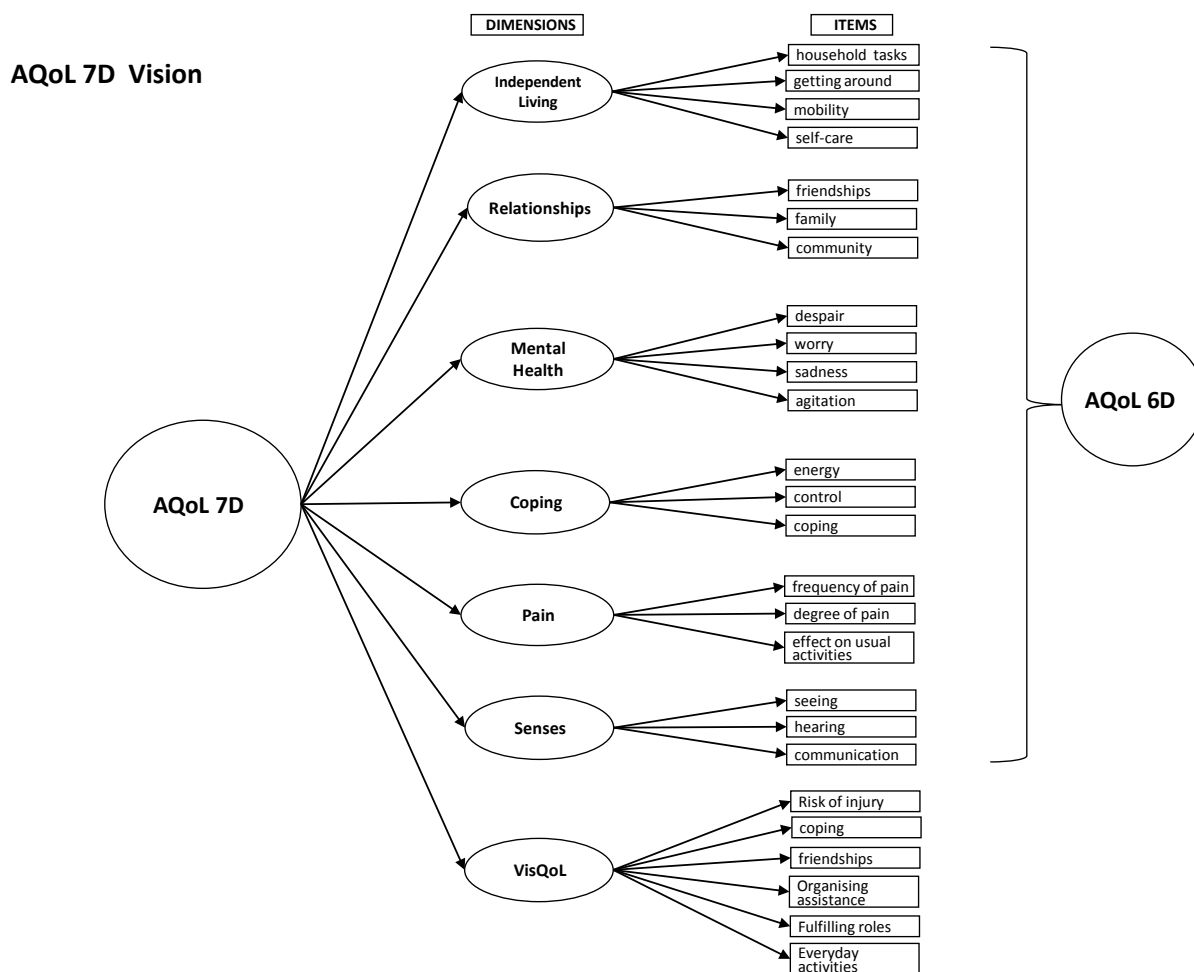 DIMENSIONS
ITEMS
AQoL 7D Vision
Independent
Living
household tasks
getting around
mobility
self-care
Relationships
friendships
family
community
Mental
Health
despair
worry
sadness
agitation
AQoL 7D
AQoL 6D
Coping
energy
control
coping
Pain
frequency of pain
degree of pain
effect on usual
activities
Senses
seeing
hearing
communication
VisQoL
Risk of injury
coping
friendships
Organising
assistance
Fulfilling roles
Everyday
activities